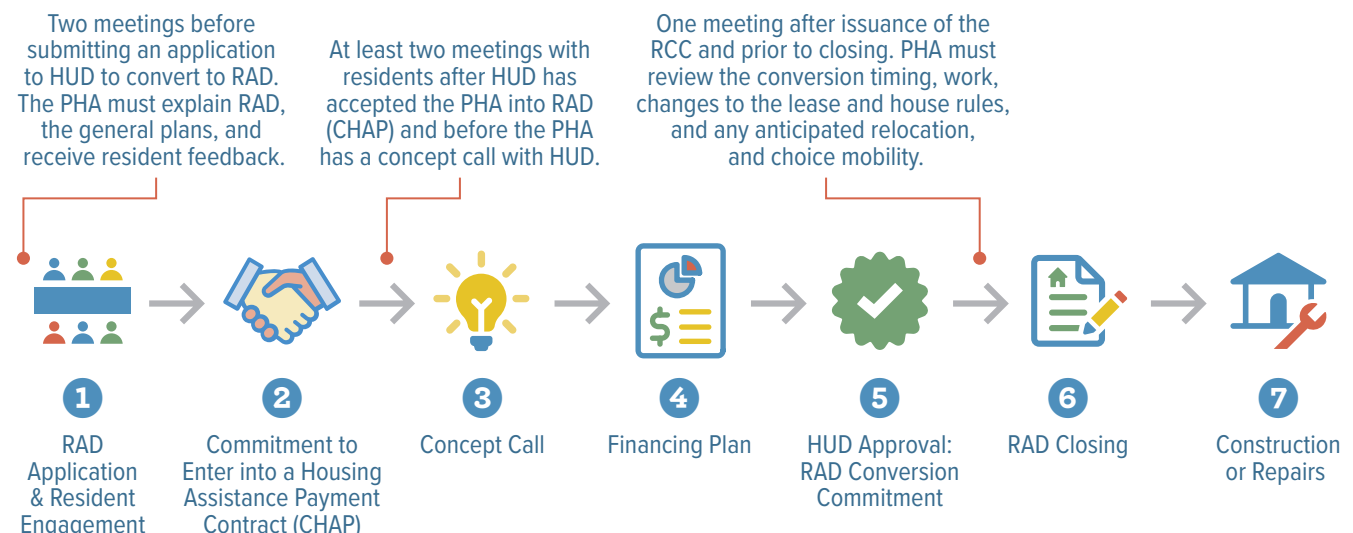 Two meetings before
submitting an application
to HUD to convert to RAD.
The PHA must explain RAD,
the general plans, and
receive resident feedback.
At least two meetings with
residents after HUD has
accepted the PHA into RAD
(CHAP) and before the PHA
has a concept call with HUD.
One meeting after issuance of the
RCC and prior to closing. PHA must
review the conversion timing, work,
changes to the lease and house rules,
and any anticipated relocation,
and choice mobility.
$
1
RAD
Application
& Resident
Engagement
2
Commitment to
Enter into a Housing
Assistance Payment
Contract (CHAP)
3
Concept Call
4
Financing Plan
5
HUD Approval:
RAD Conversion
Commitment
6
RAD Closing
7
Construction
or Repairs